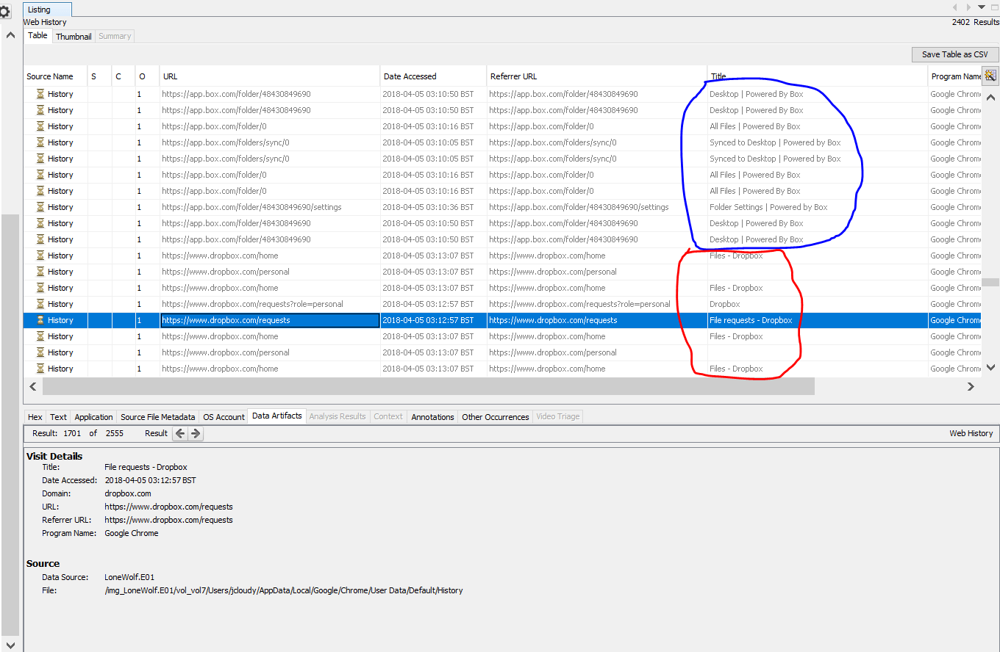 Listing
Web History 2402 Results
Table Thumbnail Summary
Save Table as CSV
Source Name S C O URL Date Accessed Referrer URL Title Program Name
History 1 https://app.box.com/folder/48430849690 2018-04-05 03:10:50 BST https://app.box.com/folder/48430849690 Desktop | Powered By Box Google Chrome
History 1 https://app.box.com/folder/48430849690 2018-04-05 03:10:50 BST https://app.box.com/folder/48430849690 Desktop | Powered By Box Google Chrome
History 1 https://app.box.com/folder/0 2018-04-05 03:10:16 BST https://app.box.com/folder/0 All Files | Powered By Box Google Chrome
History 1 https://app.box.com/folders/sync/0 2018-04-05 03:10:05 BST https://app.box.com/folders/sync/0 Synced to Desktop | Powered by Box Google Chrome
History 1 https://app.box.com/folders/sync/0 2018-04-05 03:10:05 BST https://app.box.com/folders/sync/0 Synced to Desktop | Powered by Box Google Chrome
History 1 https://app.box.com/folder/0 2018-04-05 03:10:16 BST https://app.box.com/folder/0 All Files | Powered By Box Google Chrome
History 1 https://app.box.com/folder/0 2018-04-05 03:10:16 BST https://app.box.com/folder/0 All Files | Powered By Box Google Chrome
History 1 https://app.box.com/folder/48430849690/settings 2018-04-05 03:10:36 BST https://app.box.com/folder/48430849690/settings Folder Settings | Powered by Box Google Chrome
History 1 https://app.box.com/folder/48430849690 2018-04-05 03:10:50 BST https://app.box.com/folder/48430849690 Desktop | Powered By Box Google Chrome
History 1 https://app.box.com/folder/48430849690 2018-04-05 03:10:50 BST https://app.box.com/folder/48430849690 Desktop | Powered By Box Google Chrome
History 1 https://www.dropbox.com/home 2018-04-05 03:13:07 BST https://www.dropbox.com/home Files - Dropbox Google Chrome
History 1 https://www.dropbox.com/personal 2018-04-05 03:13:07 BST https://www.dropbox.com/personal Google Chrome
History 1 https://www.dropbox.com/home 2018-04-05 03:13:07 BST https://www.dropbox.com/home Files - Dropbox Google Chrome
History 1 https://www.dropbox.com/requests?role=personal 2018-04-05 03:12:57 BST https://www.dropbox.com/requests?role=personal Dropbox Google Chrome
History 1 https://www.dropbox.com/requests 2018-04-05 03:12:57 BST https://www.dropbox.com/requests File requests - Dropbox Google Chrome
History 1 https://www.dropbox.com/home 2018-04-05 03:13:07 BST https://www.dropbox.com/home Files - Dropbox Google Chrome
History 1 https://www.dropbox.com/personal 2018-04-05 03:13:07 BST https://www.dropbox.com/personal Google Chrome
History 1 https://www.dropbox.com/home 2018-04-05 03:13:07 BST https://www.dropbox.com/home Files - Dropbox Google Chrome
Hex Text Application Source File Metadata OS Account Data Artifacts Analysis Results Context Annotations Other Occurrences Video Triage
Result: 1701 of 2555 Result Web History
Visit Details
Title: File requests - Dropbox
Date Accessed: 2018-04-05 03:12:57 BST
Domain: dropbox.com
URL: https://www.dropbox.com/requests
Referrer URL: https://www.dropbox.com/requests
Program Name: Google Chrome
Source
Data Source: LoneWolf.E01
File: /img_LoneWolf.E01/vol_vol7/Users/jcloudy/AppData/Local/Google/Chrome/User Data/Default/History